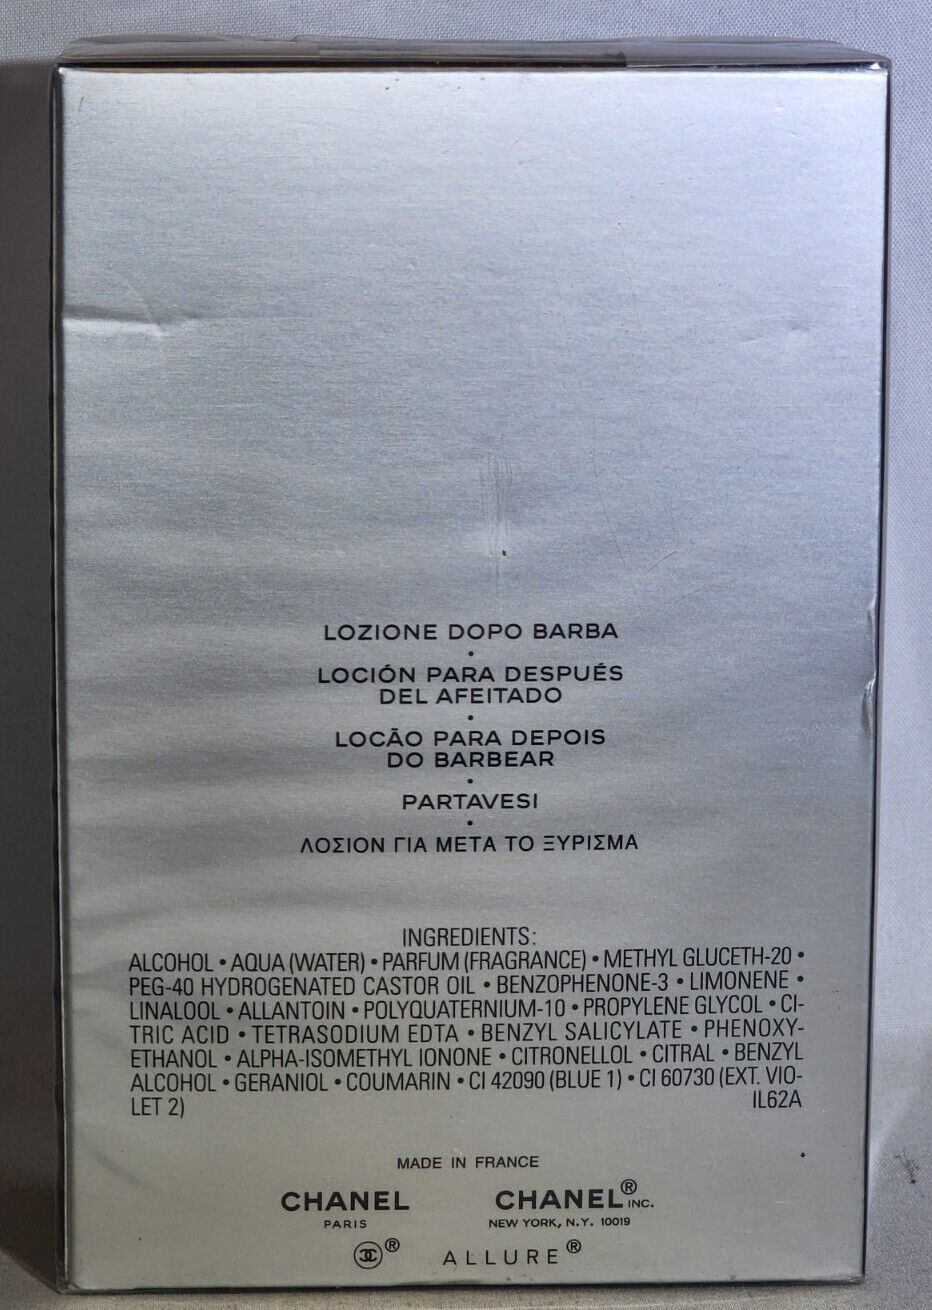 LOZIONE DOPO BARBA
•
LOCIÓN PARA DESPUÉS
DEL AFEITADO
•
LOCÃO PARA DEPOIS
DO BARBEAR
•
PARTAVESI
•
ΛΟΣΙΟΝ ΓΙΑ ΜΕΤΑ ΤΟ ΞΥΡΙΣΜΑ
INGREDIENTS:
ALCOHOL • AQUA (WATER) • PARFUM (FRAGRANCE) • METHYL GLUCETH-20 •
PEG-40 HYDROGENATED CASTOR OIL • BENZOPHENONE-3 • LIMONENE •
LINALOOL • ALLANTOIN • POLYQUATERNIUM-10 • PROPYLENE GLYCOL • CI-
TRIC ACID • TETRASODIUM EDTA • BENZYL SALICYLATE • PHENOXY-
ETHANOL • ALPHA-ISOMETHYL IONONE • CITRONELLOL • CITRAL • BENZYL
ALCOHOL • GERANIOL • COUMARIN • CI 42090 (BLUE 1) • CI 60730 (EXT. VIO-
LET 2) IL62A
MADE IN FRANCE
CHANEL CHANEL® INC.
PARIS NEW YORK, N.Y. 10019
® ALLURE®